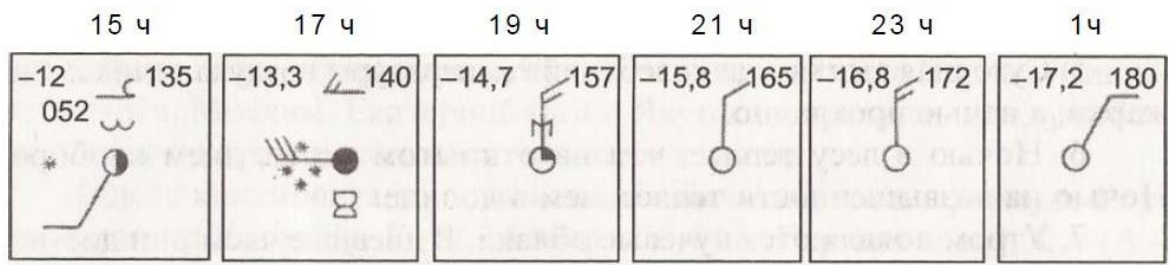 15 ч 17 ч 19 ч 21 ч 23 ч 1ч
–12 135 –13,3 140 –14,7 157 –15,8 165 –16,8 172 –17,2 180
052